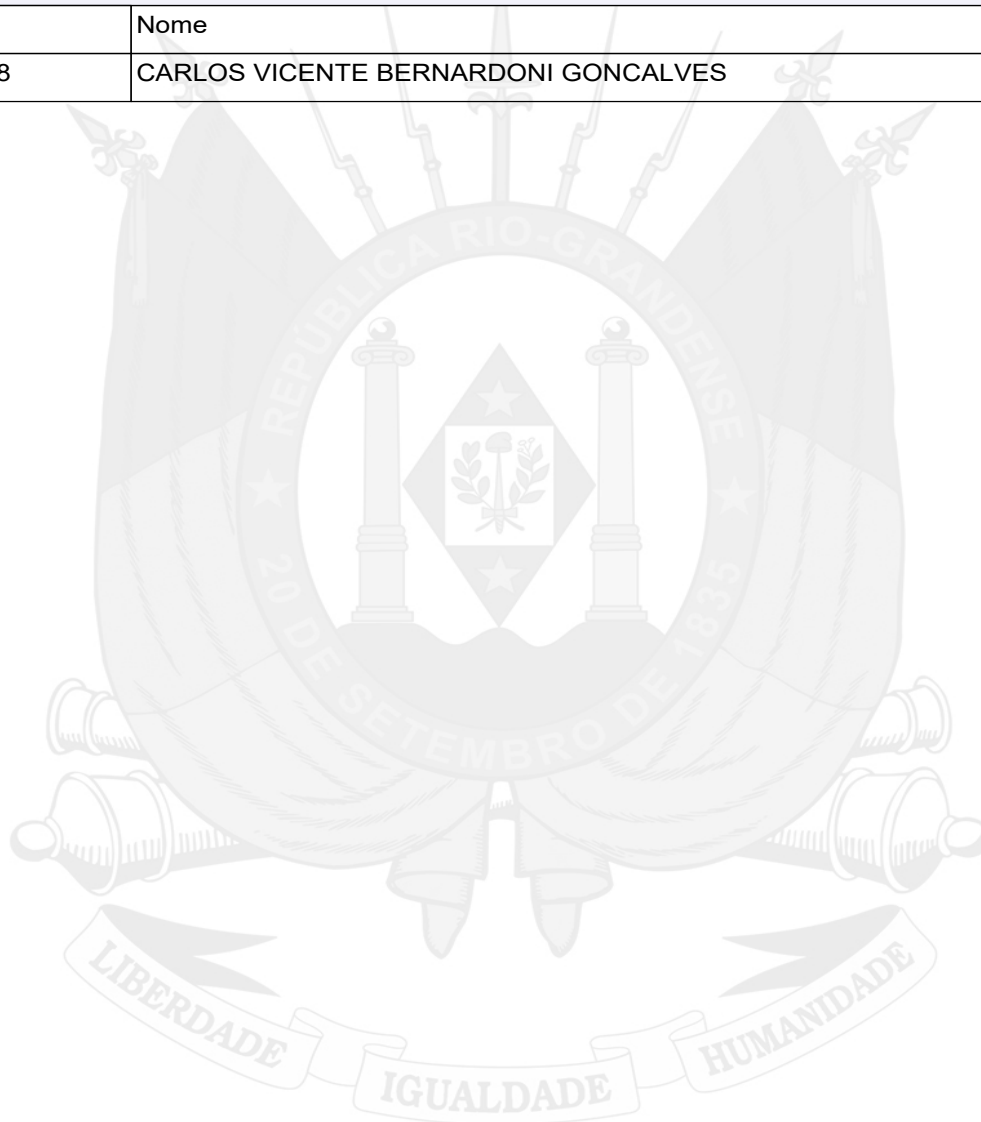 Nome
8 CARLOS VICENTE BERNARDONI GONCALVES
REPÚBLICA RIO-GRANDENSE
20 DE SETEMBRO DE 1835
LIBERDADE IGUALDADE HUMANIDADE